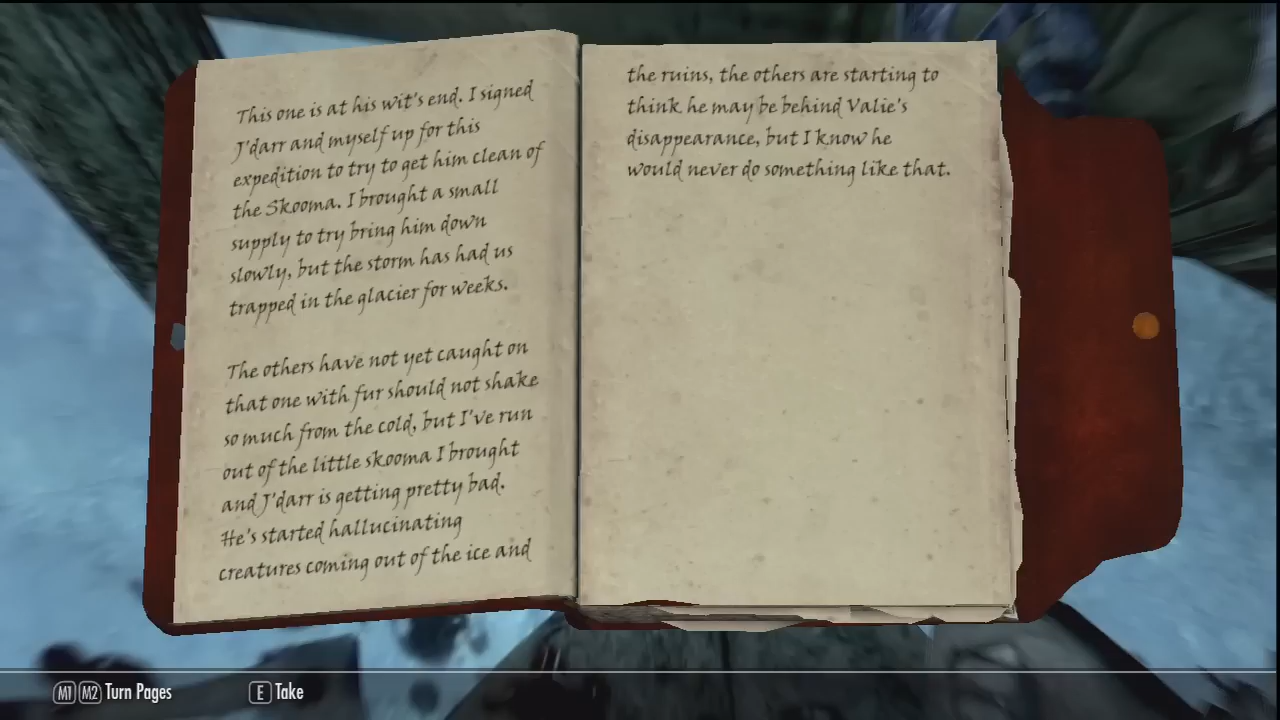 This one is at his wit's end. I signed
J'darr and myself up for this
expedition to try to get him clean of
the Skooma. I brought a small
supply to try bring him down
slowly, but the storm has had us
trapped in the glacier for weeks.
The others have not yet caught on
that one with fur should not shake
so much from the cold, but I've run
out of the little skooma I brought
and J'darr is getting pretty bad.
He's started hallucinating
creatures coming out of the ice and
the ruins, the others are starting to
think he may be behind Valie's
disappearance, but I know he
would never do something like that.
M1 M2 Turn Pages E Take